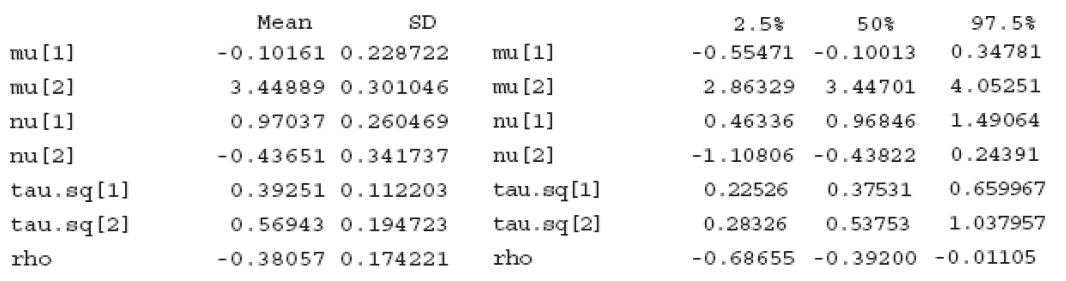 Mean SD 2.5% 50% 97.5%
mu[1] -0.10161 0.228722 mu[1] -0.55471 -0.10013 0.34781
mu[2] 3.44889 0.301046 mu[2] 2.86329 3.44701 4.05251
nu[1] 0.97037 0.260469 nu[1] 0.46336 0.96846 1.49064
nu[2] -0.43651 0.341737 nu[2] -1.10806 -0.43822 0.24391
tau.sq[1] 0.39251 0.112203 tau.sq[1] 0.22526 0.37531 0.659967
tau.sq[2] 0.56943 0.194723 tau.sq[2] 0.28326 0.53753 1.037957
rho -0.38057 0.174221 rho -0.68655 -0.39200 -0.01105